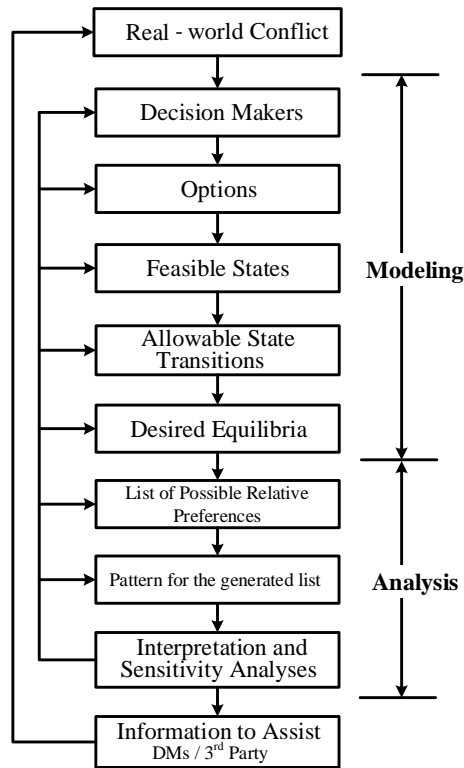 Real - world Conflict
Decision Makers
Options
Feasible States
Modeling
Allowable State
Transitions
Desired Equilibria
List of Possible Relative
Preferences
Pattern for the generated list
Analysis
Interpretation and
Sensitivity Analyses
Information to Assist
DMs / 3rd Party